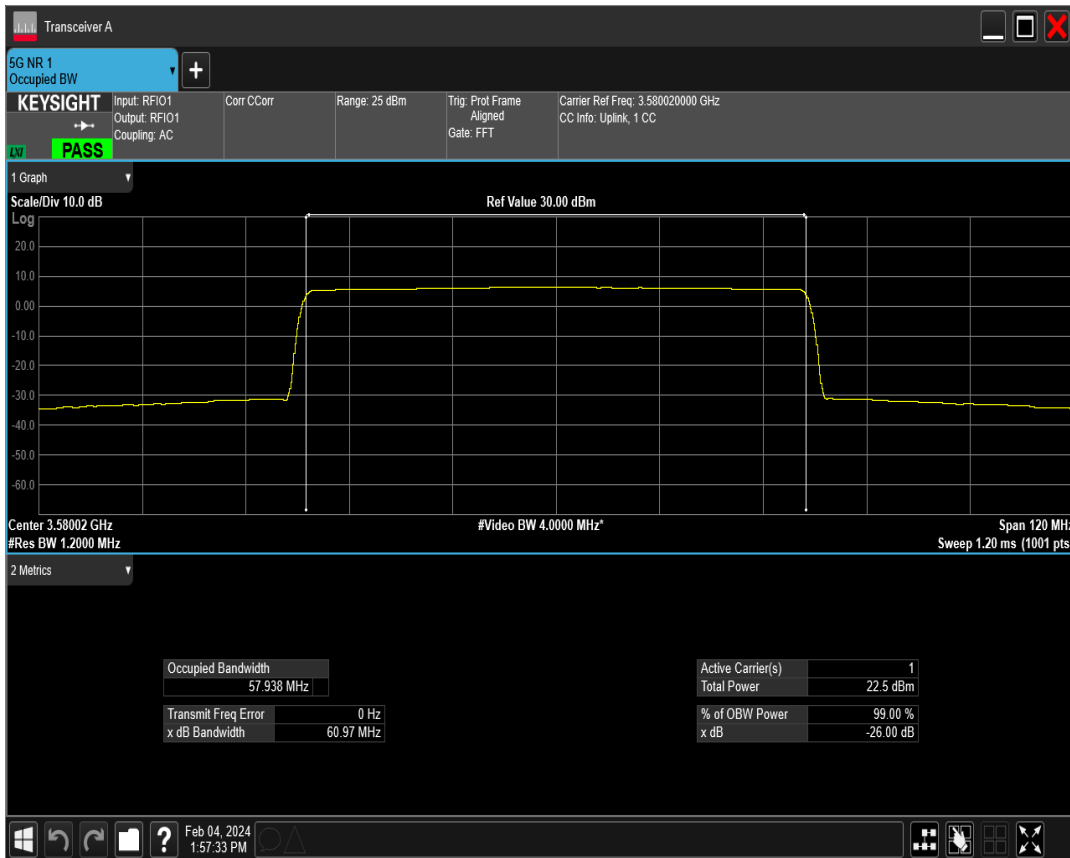 Transceiver A
5G NR 1
Occupied BW
KEYSIGHT
LXI
PASS
Input: RFIO1
Output: RFIO1
Coupling: AC
Corr CCorr
Range: 25 dBm
Trig: Prot Frame
Aligned
Gate: FFT
Carrier Ref Freq: 3.580020000 GHz
CC Info: Uplink, 1 CC
1 Graph
Scale/Div 10.0 dB
Ref Value 30.00 dBm
Log
20.0
10.0
0.00
-10.0
-20.0
-30.0
-40.0
-50.0
-60.0
Center 3.58002 GHz
#Video BW 4.0000 MHz*
Span 120 MHz
#Res BW 1.2000 MHz
Sweep 1.20 ms (1001 pts
2 Metrics
Occupied Bandwidth
57.938 MHz
Transmit Freq Error 0 Hz
x dB Bandwidth 60.97 MHz
Active Carrier(s) 1
Total Power 22.5 dBm
% of OBW Power 99.00 %
x dB -26.00 dB
?
Feb 04, 2024
1:57:33 PM